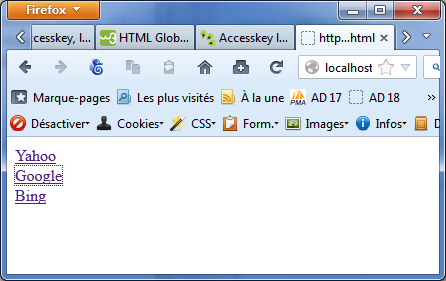 Firefox
cesskey, l...
HTML Glob...
Accesskey I...
http...html
localhost
Marque-pages
Les plus visités
À la une
PMA
AD 17
AD 18
»
Désactiver
Cookies
CSS
Form.
Images
Infos
D
»
Yahoo
Google
Bing